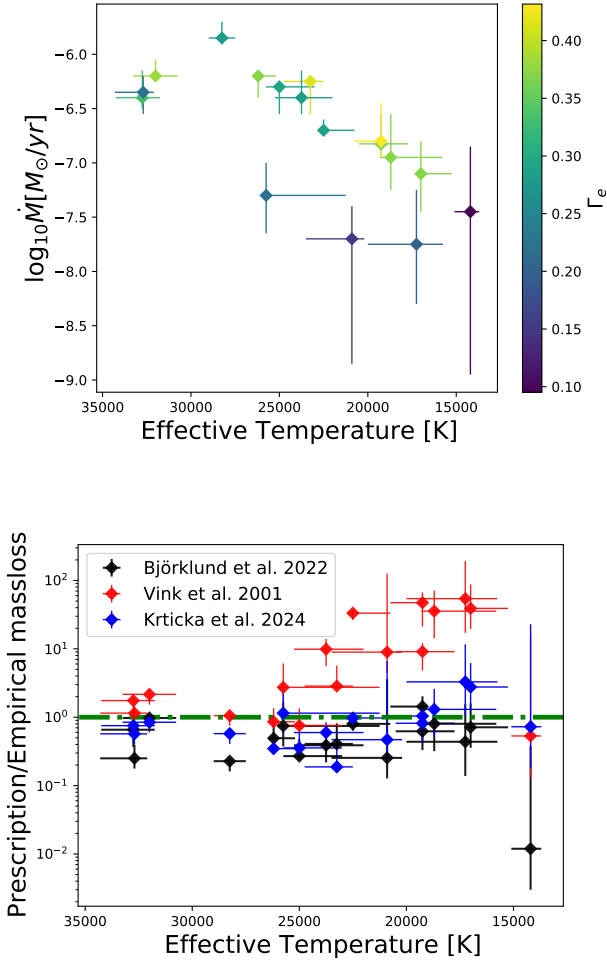 −6.0
−6.5
−7.0
−7.5
−8.0
−8.5
−9.0
log₁₀Ṁ[M⊙/yr]
35000 30000 25000 20000 15000
Effective Temperature [K]
0.40
0.35
0.30
0.25
0.20
0.15
0.10
Γₑ
Björklund et al. 2022
Vink et al. 2001
Krticka et al. 2024
10²
10¹
10⁰
10⁻¹
10⁻²
Prescription/Empirical massloss
35000 30000 25000 20000 15000
Effective Temperature [K]